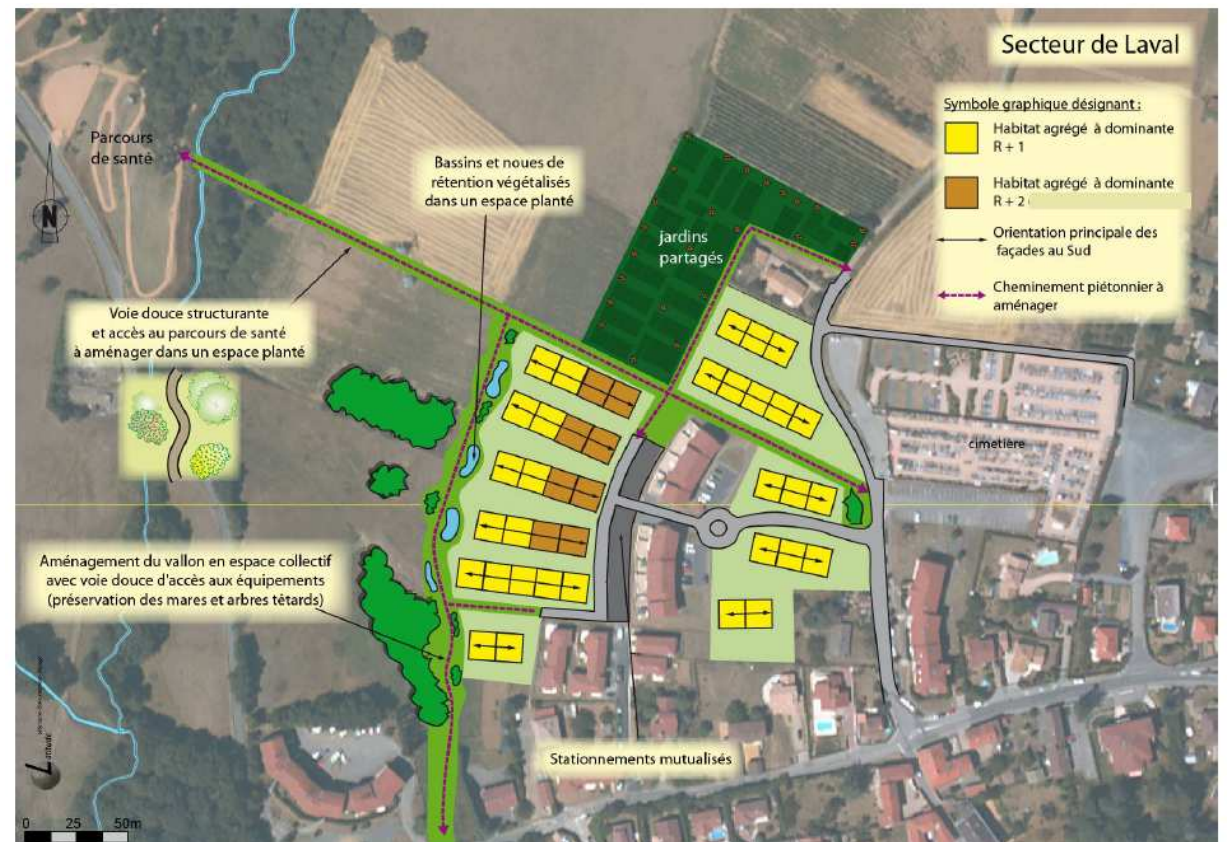 Secteur de Laval
Symbole graphique désignant :
Habitat agrégé à dominante
R + 1
Habitat agrégé à dominante
R + 2
Orientation principale des
façades au Sud
Cheminement piétonnier à
aménager
Parcours
de santé
Bassins et noues de
rétention végétalisés
dans un espace planté
N
jardins
partagés
Voie douce structurante
et accès au parcours de santé
à aménager dans un espace planté
cimetière
Aménagement du vallon en espace collectif
avec voie douce d'accès aux équipements
(préservation des mares et arbres têtards)
Stationnements mutualisés
Latitude
0 25 50m